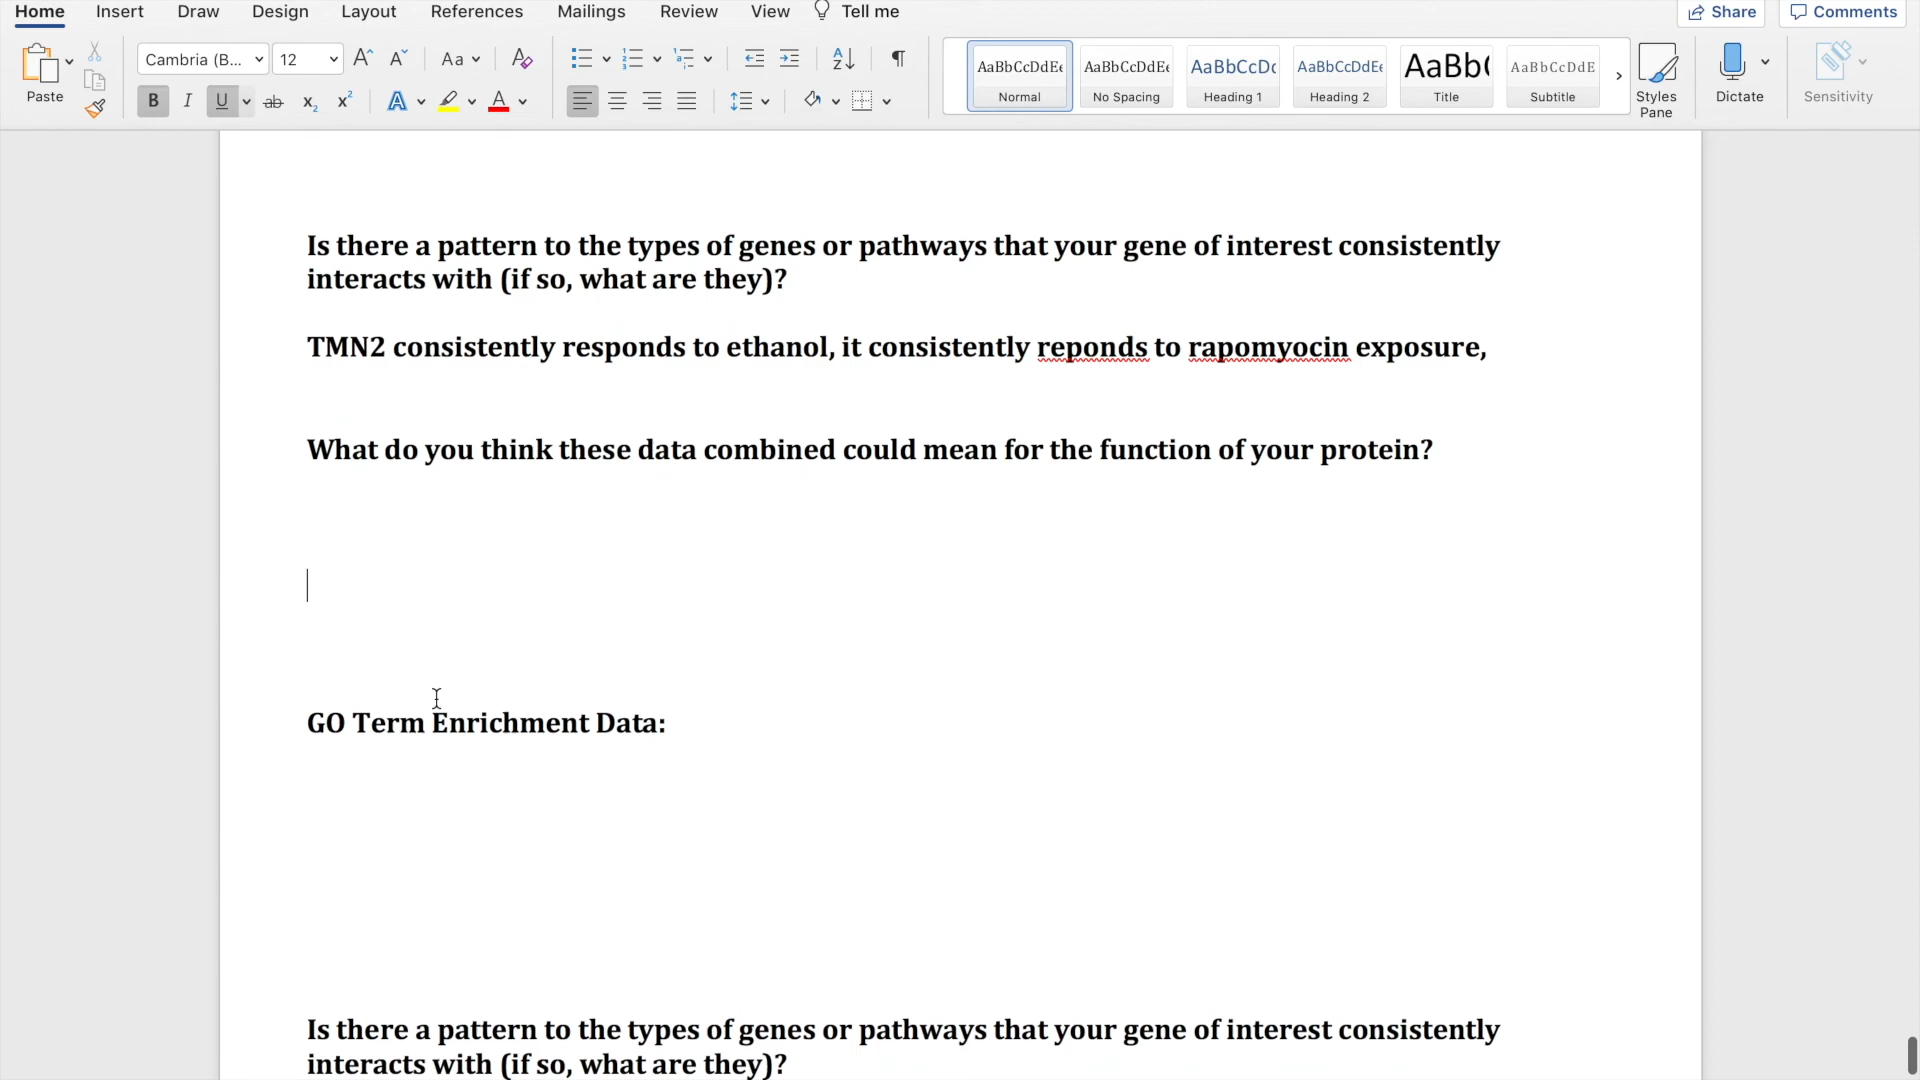 Home Insert Draw Design Layout References Mailings Review View Tell me Share Comments
Paste Cambria (B... 12 Aa
B I U ab x₂ x² A A
AaBbCcDdEe AaBbCcDdEe AaBbCcDc AaBbCcDdEe AaBb( AaBbCcDdE
Normal No Spacing Heading 1 Heading 2 Title Subtitle Styles Pane Dictate Sensitivity
Is there a pattern to the types of genes or pathways that your gene of interest consistently
interacts with (if so, what are they)?
TMN2 consistently responds to ethanol, it consistently reponds to rapomyocin exposure,
What do you think these data combined could mean for the function of your protein?
GO Term Enrichment Data:
Is there a pattern to the types of genes or pathways that your gene of interest consistently
interacts with (if so, what are they)?